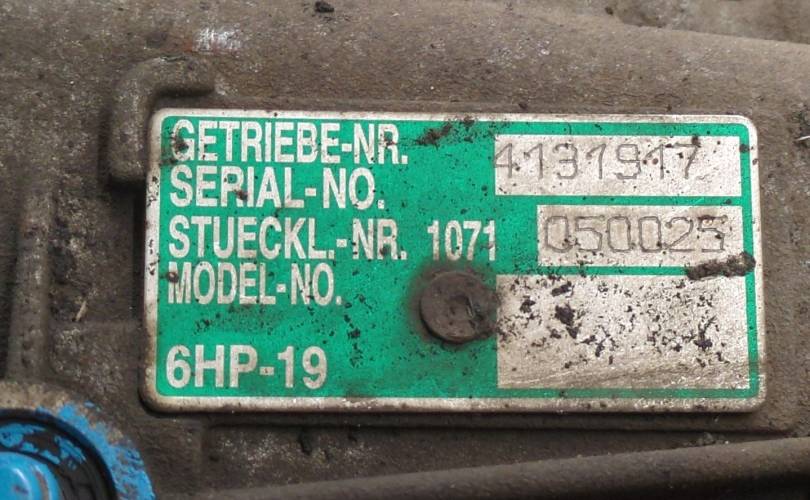 GETRIEBE-NR. 4131917
SERIAL-NO.
STUECKL.-NR. 1071 050025
MODEL-NO.
6HP-19